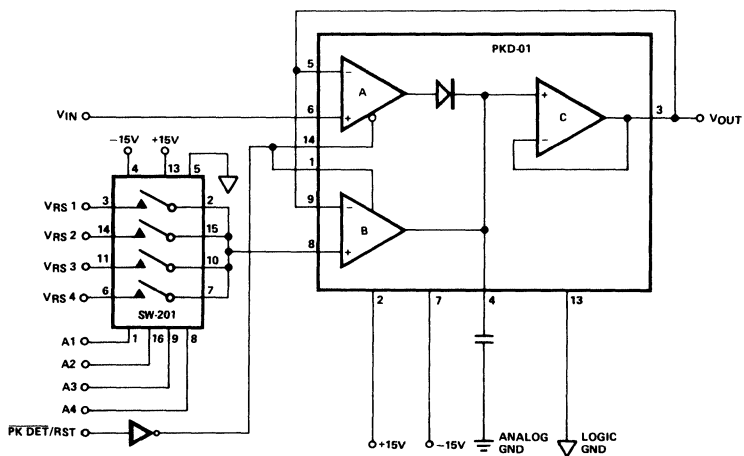 PKD-01
5
−
A
6
+
VIN
14
1
9
−
B
8
+
+
C
−
3
VOUT
−15V +15V
4 13 5
VRS 1 3 2
VRS 2 14 15
VRS 3 11 10
VRS 4 6 7
SW-201
1 16 9 8
A1
A2
A3
A4
PK DET/RST
2 7 4 13
+15V −15V ANALOG GND LOGIC GND